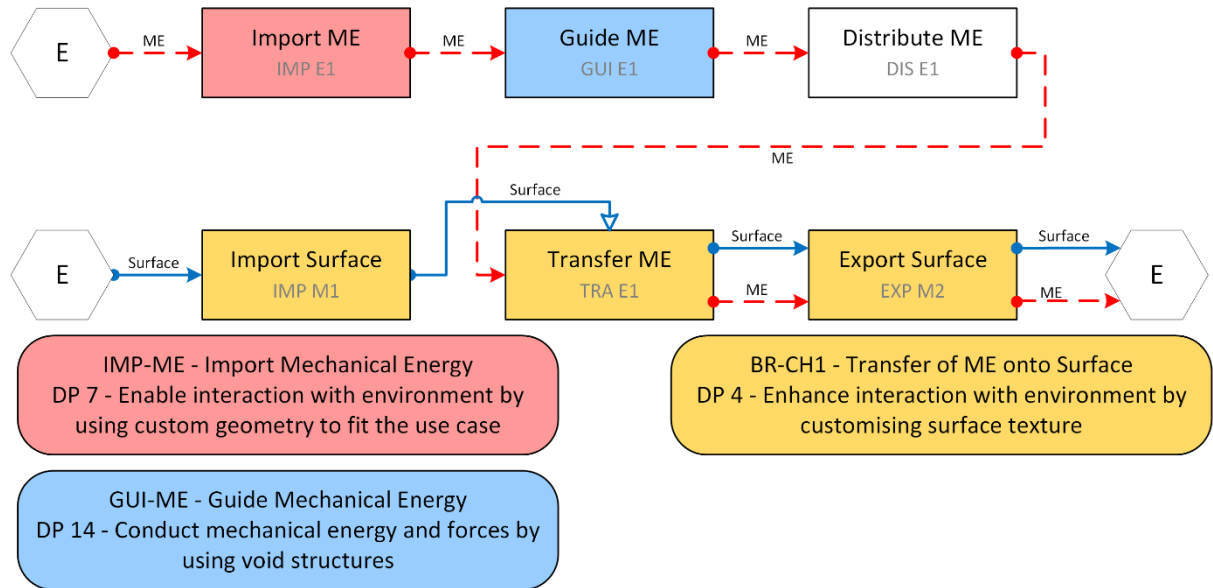 E
ME
Import ME
IMP E1
ME
Guide ME
GUI E1
ME
Distribute ME
DIS E1
ME
E
Surface
Import Surface
IMP M1
Surface
Transfer ME
TRA E1
Surface
ME
Export Surface
EXP M2
Surface
ME
E
IMP-ME - Import Mechanical Energy
DP 7 - Enable interaction with environment by
using custom geometry to fit the use case
BR-CH1 - Transfer of ME onto Surface
DP 4 - Enhance interaction with environment by
customising surface texture
GUI-ME - Guide Mechanical Energy
DP 14 - Conduct mechanical energy and forces by
using void structures